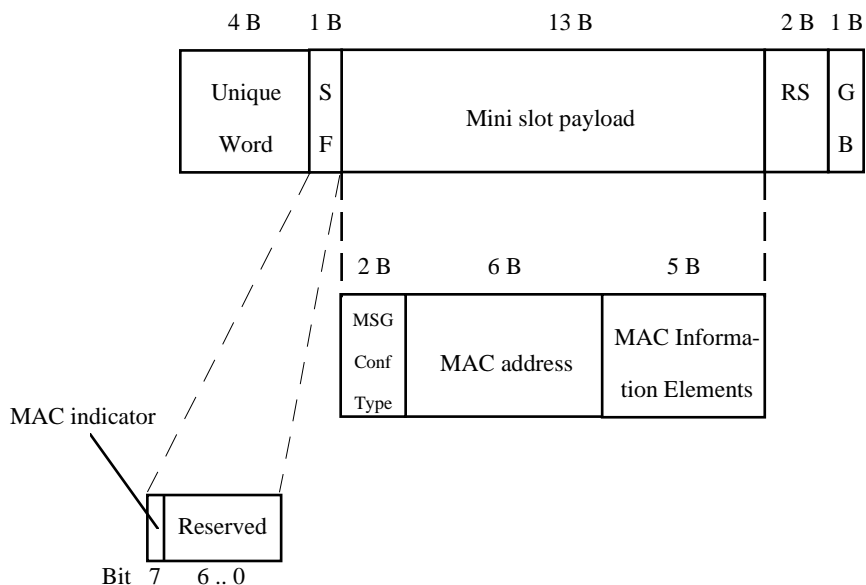 4 B 1 B 13 B 2 B 1 B
Unique
Word
S
F
Mini slot payload
RS
G
B
2 B 6 B 5 B
MSG
Conf
Type
MAC address
MAC Informa-
tion Elements
MAC indicator
Reserved
Bit 7 6 .. 0